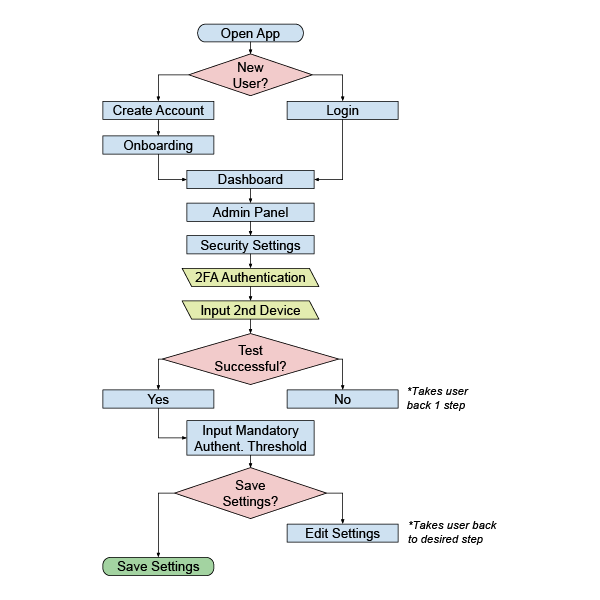 Open App
New
User?
Create Account
Login
Onboarding
Dashboard
Admin Panel
Security Settings
2FA Authentication
Input 2nd Device
Test
Successful?
Yes
No
*Takes user
back 1 step
Input Mandatory
Authent. Threshold
Save
Settings?
Edit Settings
*Takes user back
to desired step
Save Settings